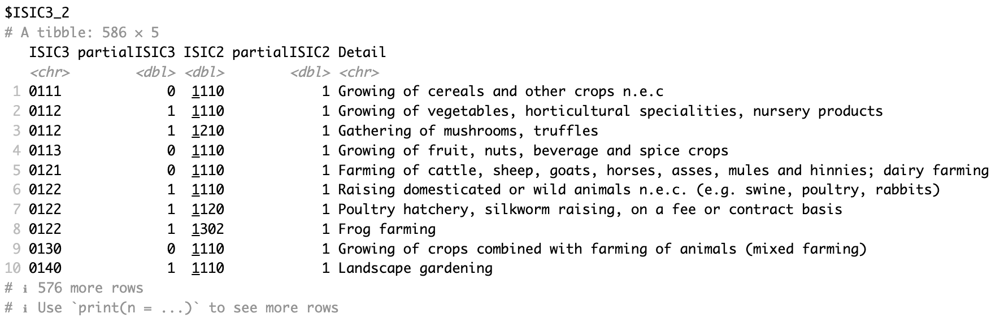 $ISIC3_2
# A tibble: 586 × 5
   ISIC3 partialISIC3 ISIC2 partialISIC2 Detail
   <chr>        <dbl> <dbl>        <dbl> <chr>
 1 0111             0  1110            1 Growing of cereals and other crops n.e.c
 2 0112             1  1110            1 Growing of vegetables, horticultural specialities, nursery products
 3 0112             1  1210            1 Gathering of mushrooms, truffles
 4 0113             0  1110            1 Growing of fruit, nuts, beverage and spice crops
 5 0121             0  1110            1 Farming of cattle, sheep, goats, horses, asses, mules and hinnies; dairy farming
 6 0122             1  1110            1 Raising domesticated or wild animals n.e.c. (e.g. swine, poultry, rabbits)
 7 0122             1  1120            1 Poultry hatchery, silkworm raising, on a fee or contract basis
 8 0122             1  1302            1 Frog farming
 9 0130             0  1110            1 Growing of crops combined with farming of animals (mixed farming)
10 0140             1  1110            1 Landscape gardening
# ℹ 576 more rows
# ℹ Use `print(n = ...)` to see more rows